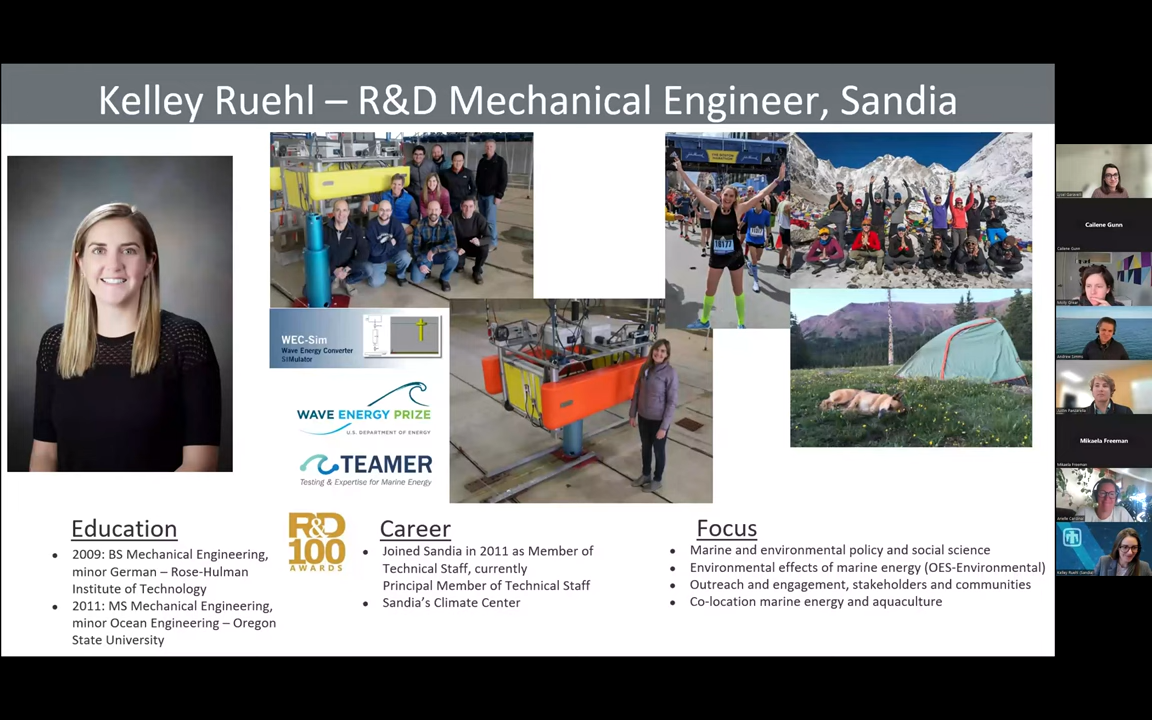 Kelley Ruehl – R&D Mechanical Engineer, Sandia
WEC-Sim
Wave Energy Converter
SIMulator
WAVE ENERGY PRIZE
U.S. DEPARTMENT OF ENERGY
TEAMER
Testing & Expertise for Marine Energy
R&D
100
AWARDS
Education
• 2009: BS Mechanical Engineering,
minor German – Rose-Hulman
Institute of Technology
• 2011: MS Mechanical Engineering,
minor Ocean Engineering – Oregon
State University
Career
• Joined Sandia in 2011 as Member of
Technical Staff, currently
Principal Member of Technical Staff
• Sandia's Climate Center
Focus
• Marine and environmental policy and social science
• Environmental effects of marine energy (OES-Environmental)
• Outreach and engagement, stakeholders and communities
• Co-location marine energy and aquaculture
Cailene Gunn
Cailene Gunn
Mikaela Freeman
Mikaela Freeman